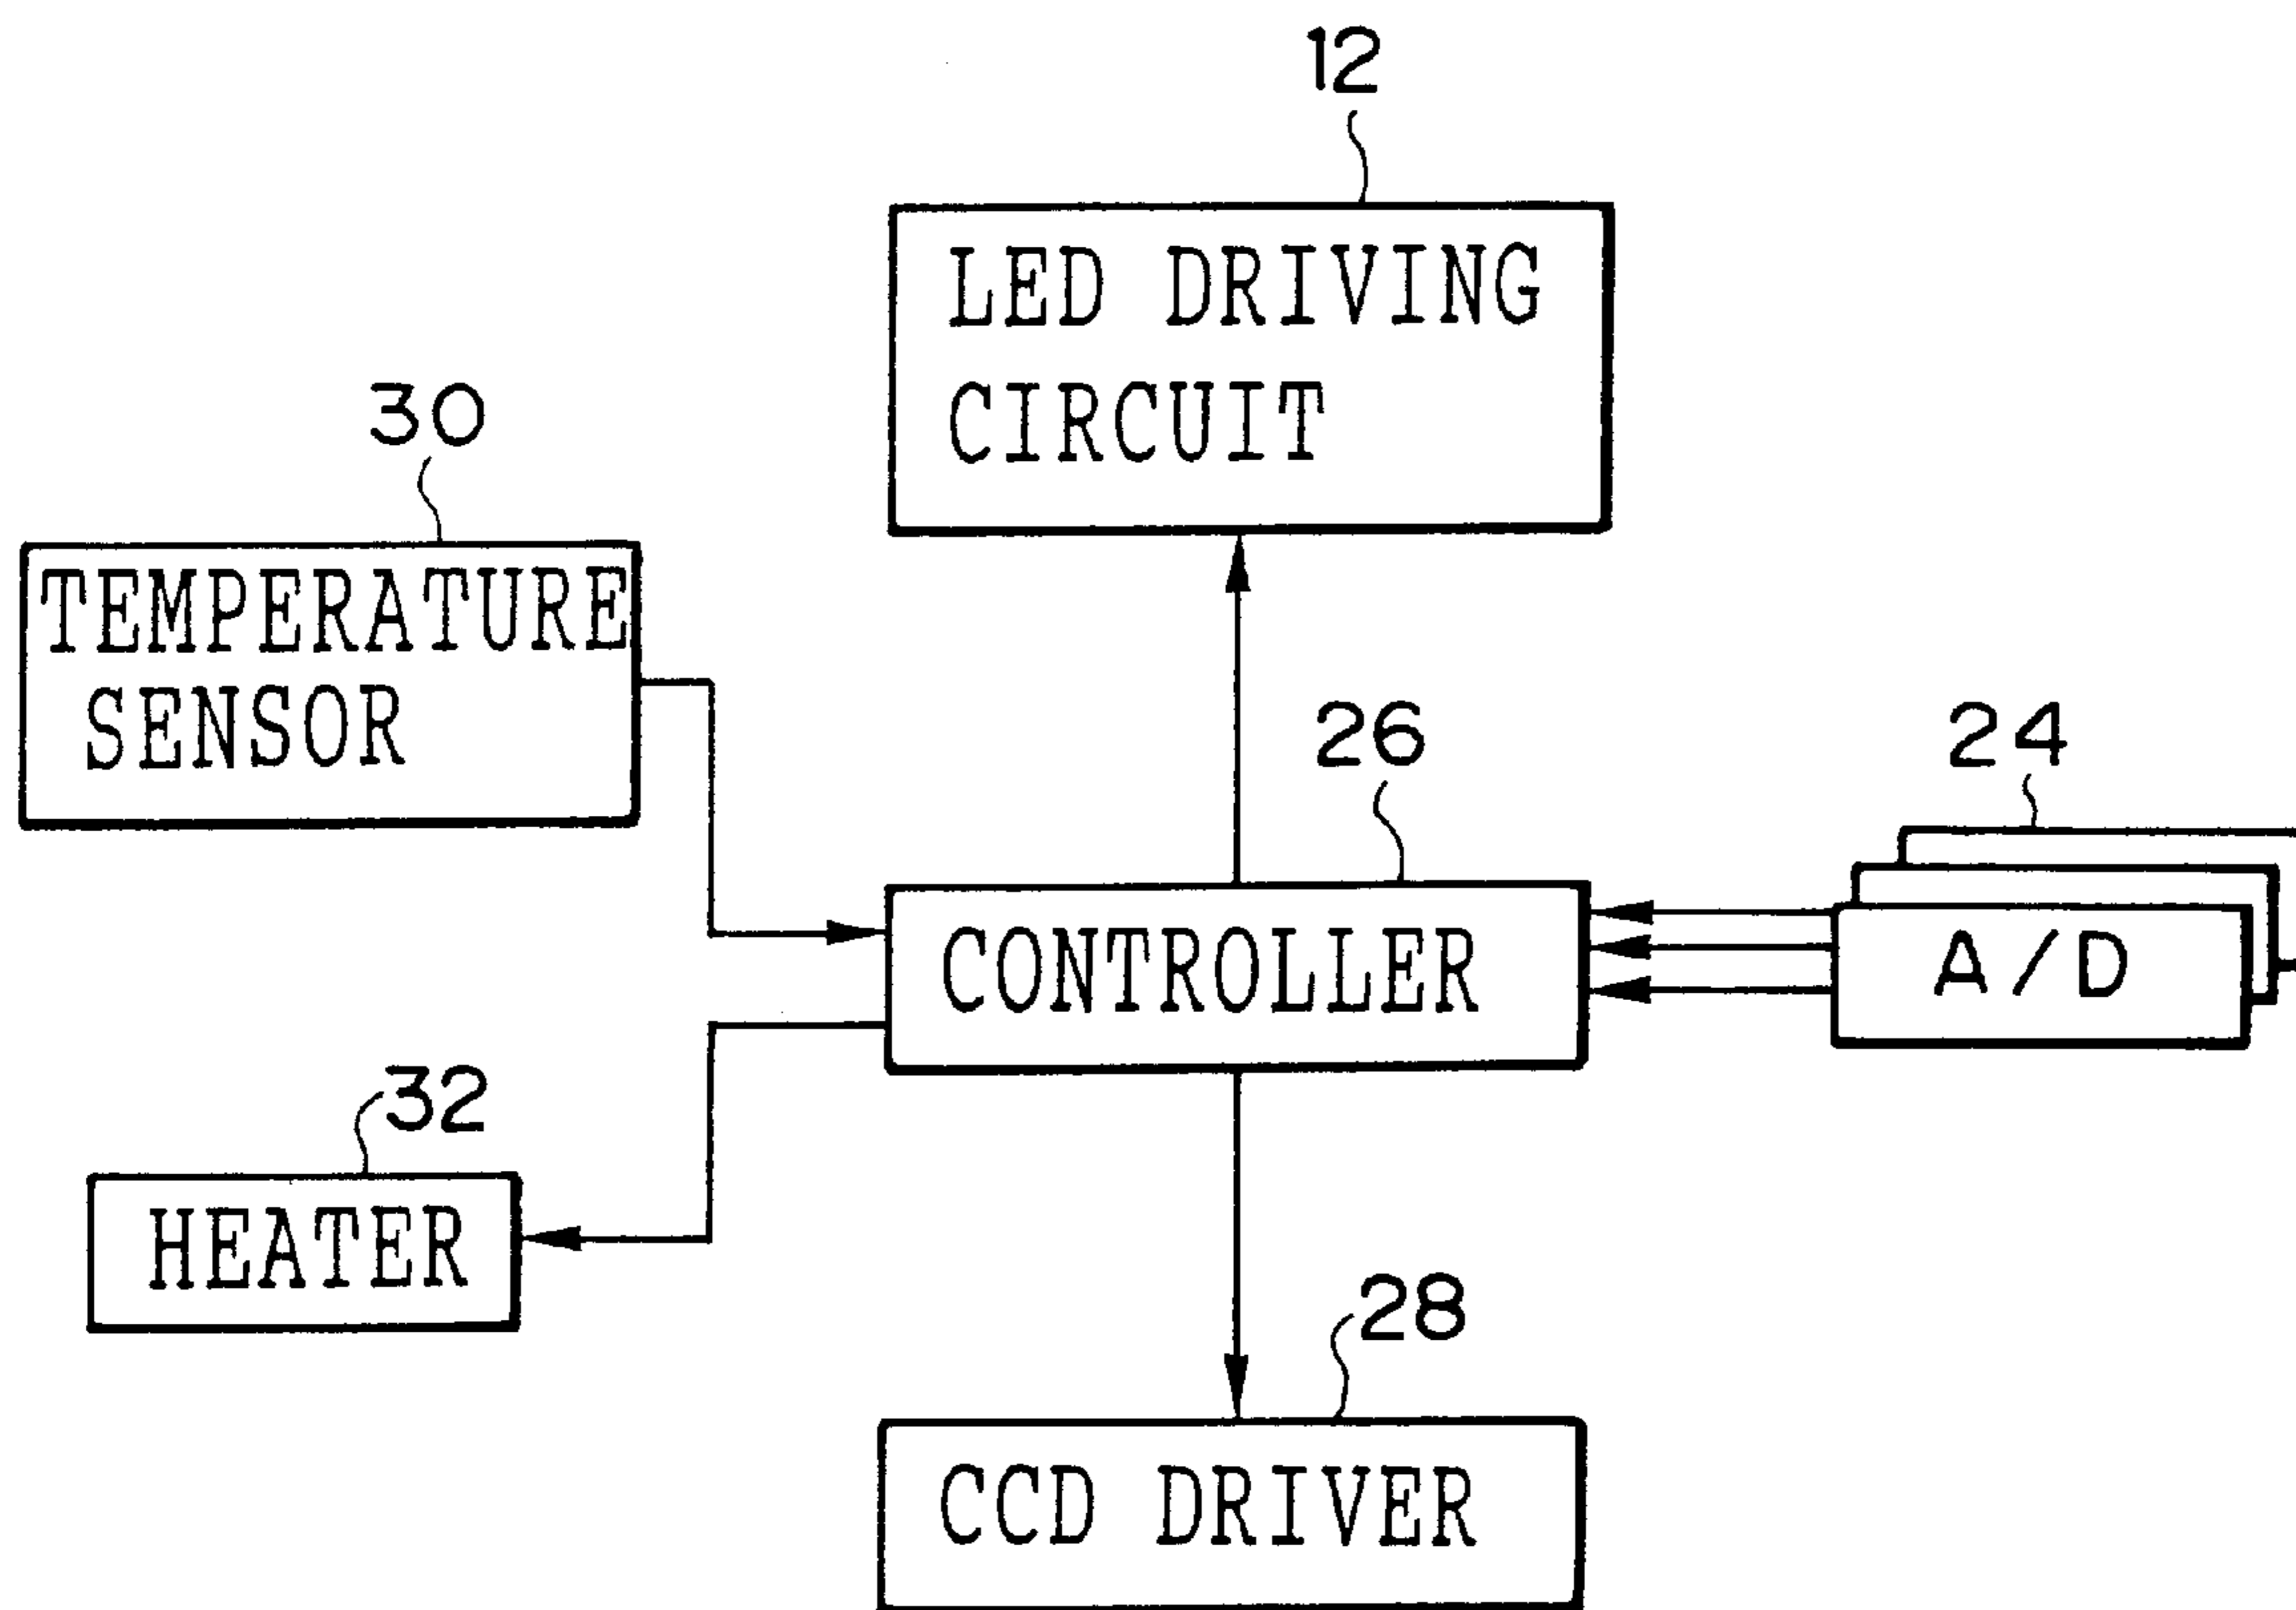 12
LED DRIVING
CIRCUIT
30
TEMPERATURE
SENSOR
26
24
CONTROLLER
A/D
32
HEATER
28
CCD DRIVER